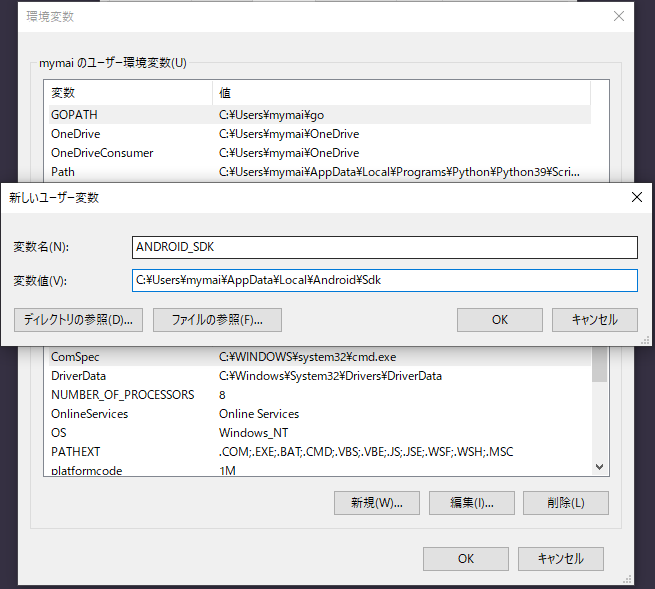 環境変数
mymai のユーザー環境変数(U)
変数 値
GOPATH C:¥Users¥mymai¥go
OneDrive C:¥Users¥mymai¥OneDrive
OneDriveConsumer C:¥Users¥mymai¥OneDrive
Path C:¥Users¥mymai¥AppData¥Local¥Programs¥Python¥Python39¥Scri...
新しいユーザー変数
変数名(N): ANDROID_SDK
変数値(V): C:¥Users¥mymai¥AppData¥Local¥Android¥Sdk
ディレクトリの参照(D)... ファイルの参照(F)... OK キャンセル
ComSpec C:¥WINDOWS¥system32¥cmd.exe
DriverData C:¥Windows¥System32¥Drivers¥DriverData
NUMBER_OF_PROCESSORS 8
OnlineServices Online Services
OS Windows_NT
PATHEXT .COM;.EXE;.BAT;.CMD;.VBS;.VBE;.JS;.JSE;.WSF;.WSH;.MSC
platformcode 1M
新規(W)... 編集(I)... 削除(L)
OK キャンセル